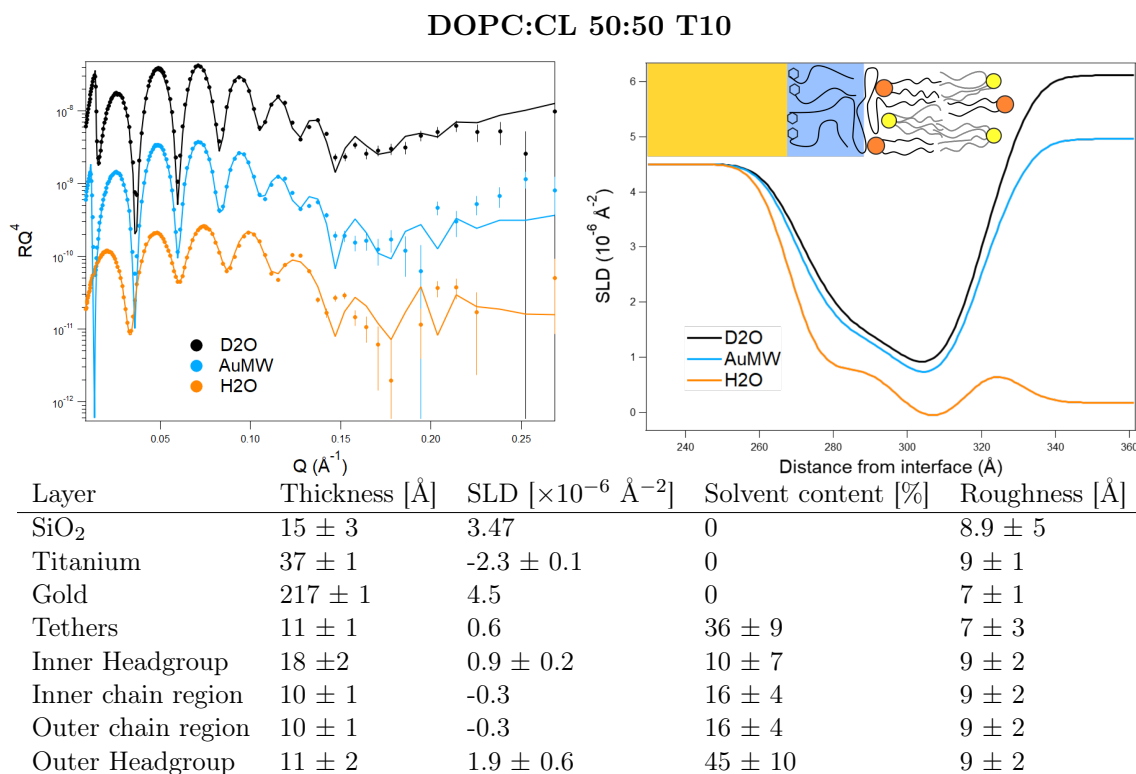 DOPC:CL 50:50 T10
RQ⁴
10⁻⁸
10⁻⁹
10⁻¹⁰
10⁻¹¹
10⁻¹²
D2O
AuMW
H2O
0.05 0.10 0.15 0.20 0.25
Q (Å⁻¹)
SLD (10⁻⁶ Å⁻²)
6
5
4
3
2
1
0
D2O
AuMW
H2O
240 260 280 300 320 340 360
Distance from interface (Å)
Layer Thickness [Å] SLD [×10⁻⁶ Å⁻²] Solvent content [%] Roughness [Å]
SiO₂ 15 ± 3 3.47 0 8.9 ± 5
Titanium 37 ± 1 -2.3 ± 0.1 0 9 ± 1
Gold 217 ± 1 4.5 0 7 ± 1
Tethers 11 ± 1 0.6 36 ± 9 7 ± 3
Inner Headgroup 18 ±2 0.9 ± 0.2 10 ± 7 9 ± 2
Inner chain region 10 ± 1 -0.3 16 ± 4 9 ± 2
Outer chain region 10 ± 1 -0.3 16 ± 4 9 ± 2
Outer Headgroup 11 ± 2 1.9 ± 0.6 45 ± 10 9 ± 2